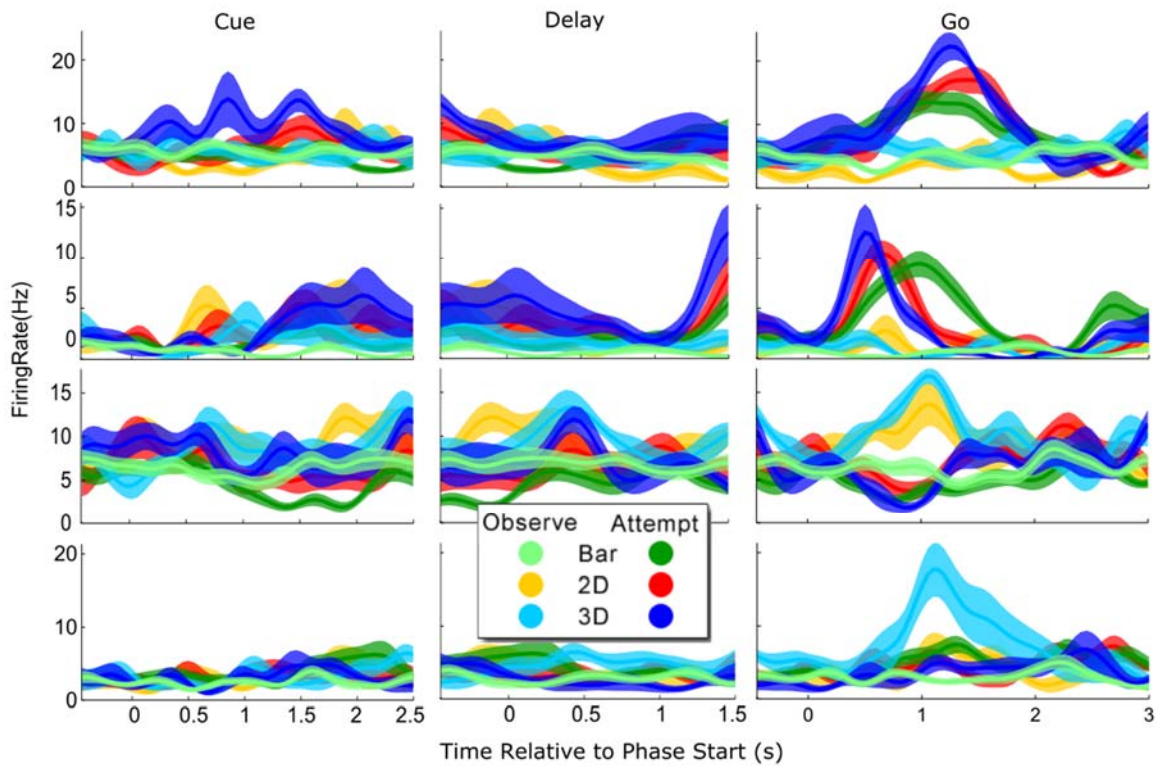 Cue Delay Go
20
10
0
15
10
5
0
15
10
5
0
20
10
0
FiringRate(Hz)
Observe Attempt
Bar
2D
3D
0 0.5 1 1.5 2 2.5 0 0.5 1 1.5 0 1 2 3
Time Relative to Phase Start (s)